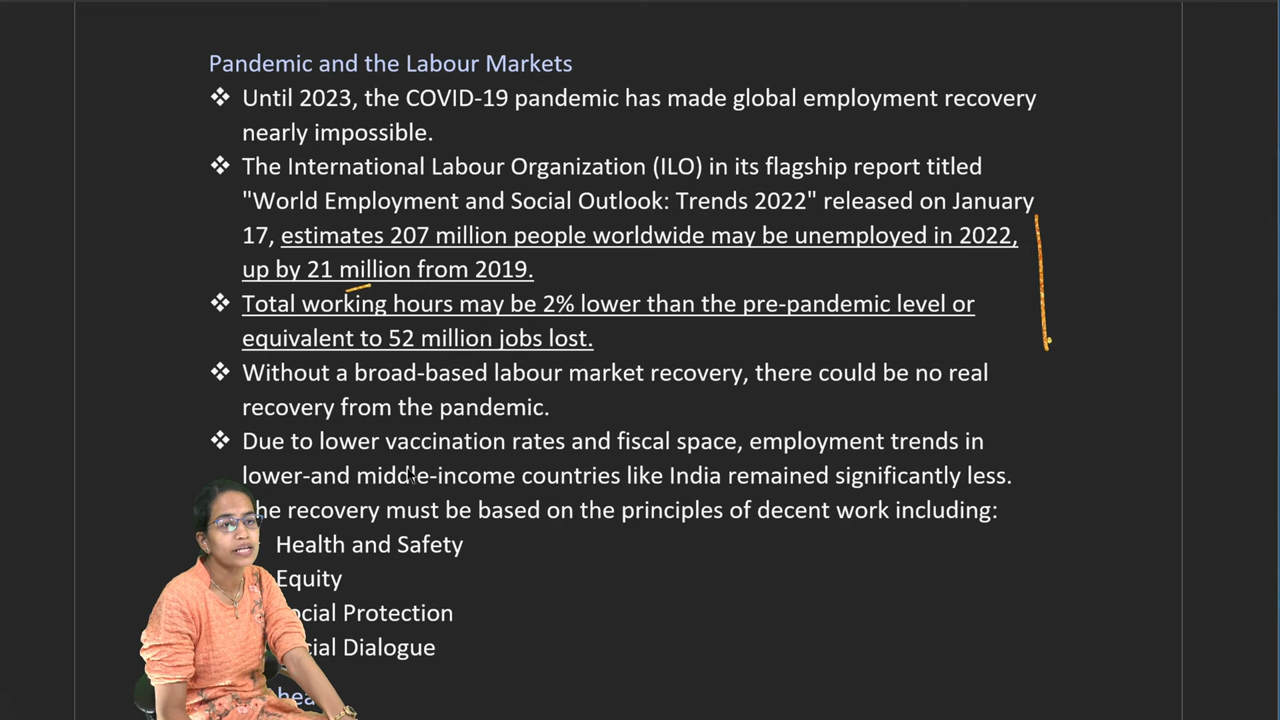 Pandemic and the Labour Markets
❖ Until 2023, the COVID-19 pandemic has made global employment recovery
nearly impossible.
❖ The International Labour Organization (ILO) in its flagship report titled
"World Employment and Social Outlook: Trends 2022" released on January
17, estimates 207 million people worldwide may be unemployed in 2022,
up by 21 million from 2019.
❖ Total working hours may be 2% lower than the pre-pandemic level or
equivalent to 52 million jobs lost.
❖ Without a broad-based labour market recovery, there could be no real
recovery from the pandemic.
❖ Due to lower vaccination rates and fiscal space, employment trends in
lower-and middle-income countries like India remained significantly less.
he recovery must be based on the principles of decent work including:
Health and Safety
Equity
ocial Protection
cial Dialogue